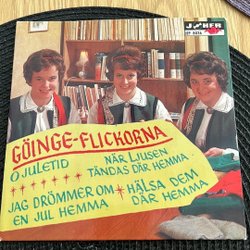 JOKER
GÖINGE-FLICKORNA
Ó JULETID
NÄR LJUSEN
TÄNDAS DÄR HEMMA
JAG DRÖMMER OM
EN JUL HEMMA
HÄLSA DEM
DÄR HEMMA